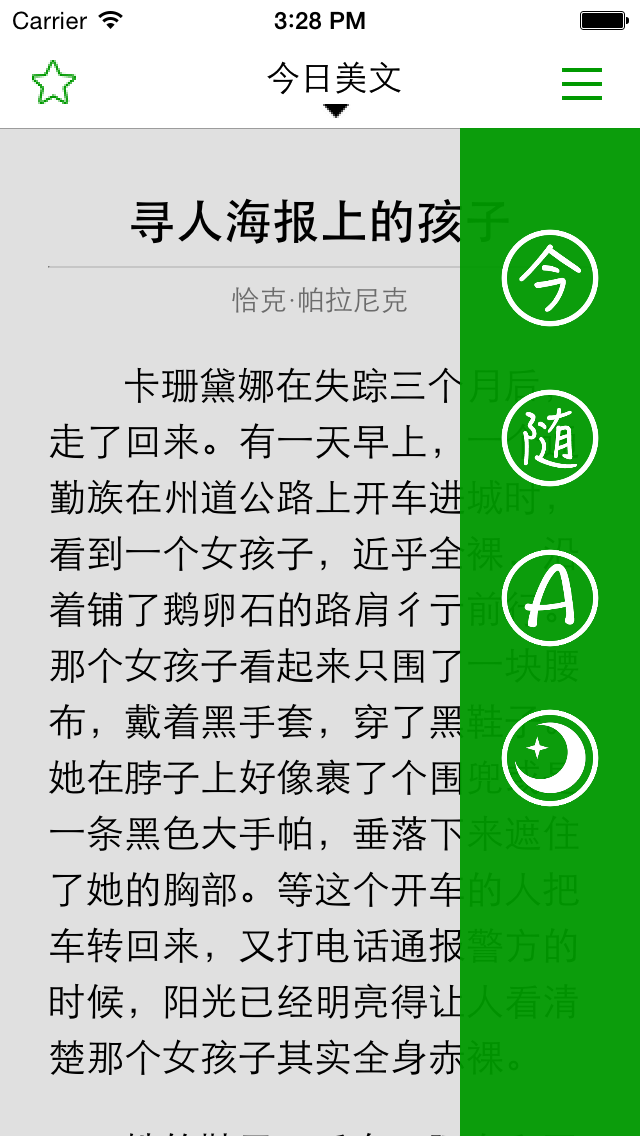 Carrier 3:28 PM
今日美文
寻人海报上的孩子
恰克·帕拉尼克
卡珊黛娜在失踪三个月后，
走了回来。有一天早上，一个
勤族在州道公路上开车进城时，
看到一个女孩子，近乎全裸，沿
着铺了鹅卵石的路肩彳亍前行。
那个女孩子看起来只围了一块腰
布，戴着黑手套，穿了黑鞋子。
她在脖子上好像裹了个围兜或是
一条黑色大手帕，垂落下来遮住
了她的胸部。等这个开车的人把
车转回来，又打电话通报警方的
时候，阳光已经明亮得让人看清
楚那个女孩子其实全身赤裸。
今
随
A